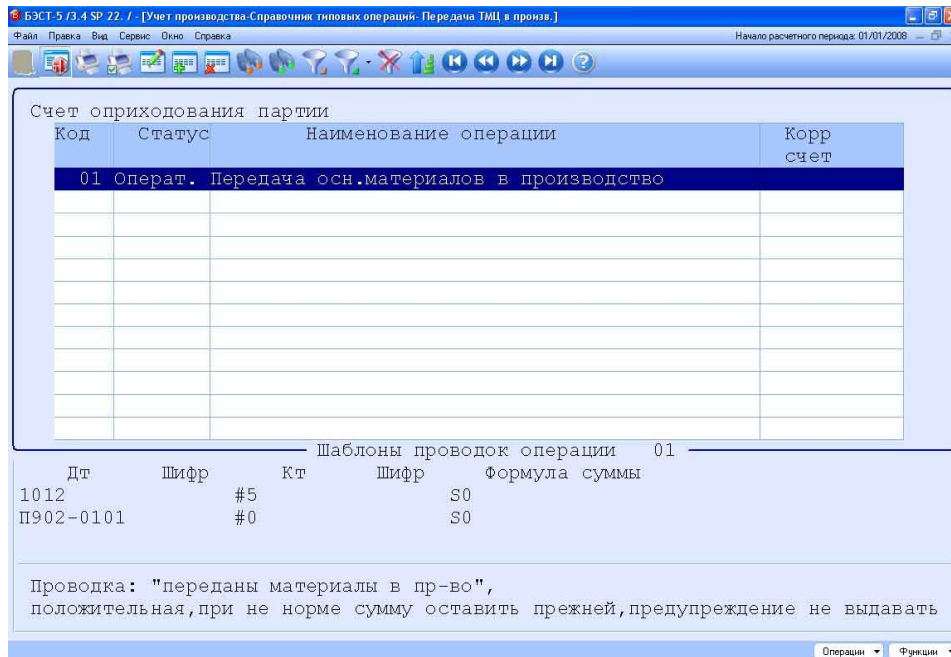 БЭСТ-5 /3.4 SP 22. / - [Учет производства-Справочник типовых операций- Передача ТМЦ в произв.]
Файл Правка Вид Сервис Окно Справка Начало расчетного периода: 01/01/2008
Счет оприходования партии
Код Статус Наименование операции Корр
счет
01 Операт. Передача осн.материалов в производство
Шаблоны проводок операции 01
Дт Шифр Кт Шифр Формула суммы
1012 #5 S0
П902-0101 #0 S0
Проводка: "переданы материалы в пр-во",
положительная,при не норме сумму оставить прежней,предупреждение не выдавать
Операции Функции